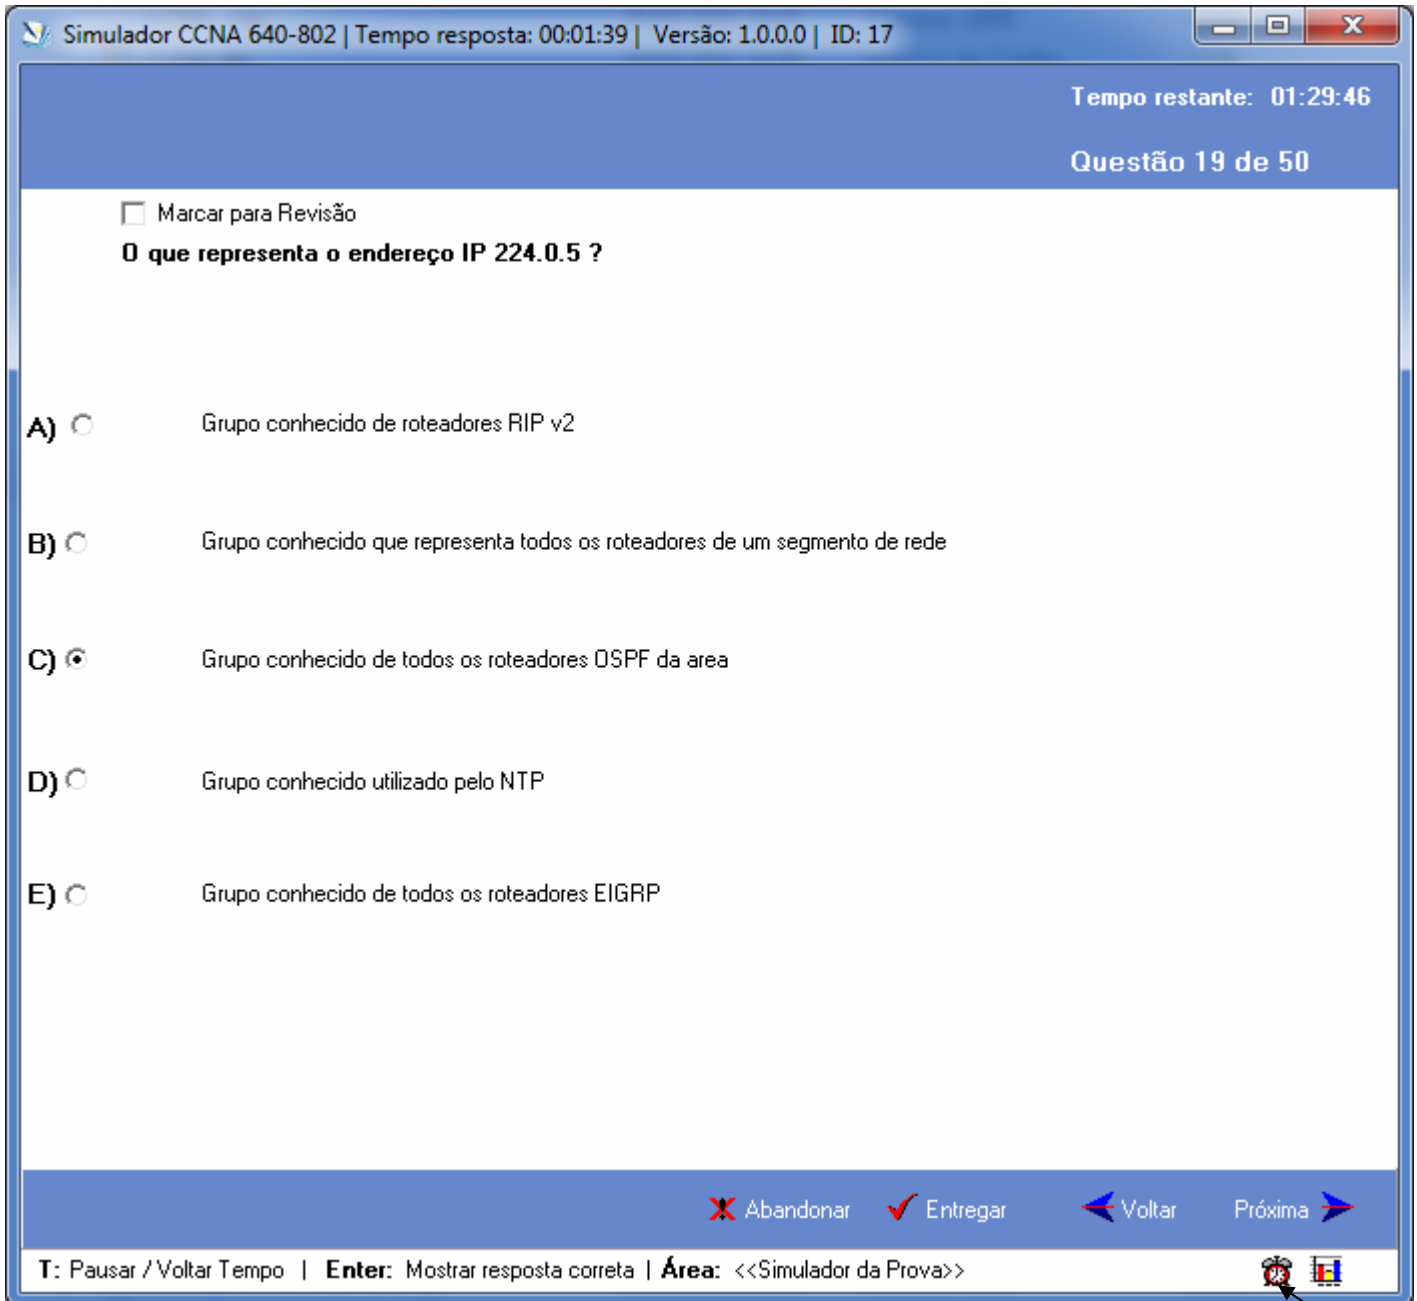 Simulador CCNA 640-802 | Tempo resposta: 00:01:39 | Versão: 1.0.0.0 | ID: 17
Tempo restante: 01:29:46
Questão 19 de 50
Marcar para Revisão
O que representa o endereço IP 224.0.5 ?
A) Grupo conhecido de roteadores RIP v2
B) Grupo conhecido que representa todos os roteadores de um segmento de rede
C) Grupo conhecido de todos os roteadores OSPF da area
D) Grupo conhecido utilizado pelo NTP
E) Grupo conhecido de todos os roteadores EIGRP
Abandonar Entregar Voltar Próxima
T: Pausar / Voltar Tempo | Enter: Mostrar resposta correta | Área: <<Simulador da Prova>>